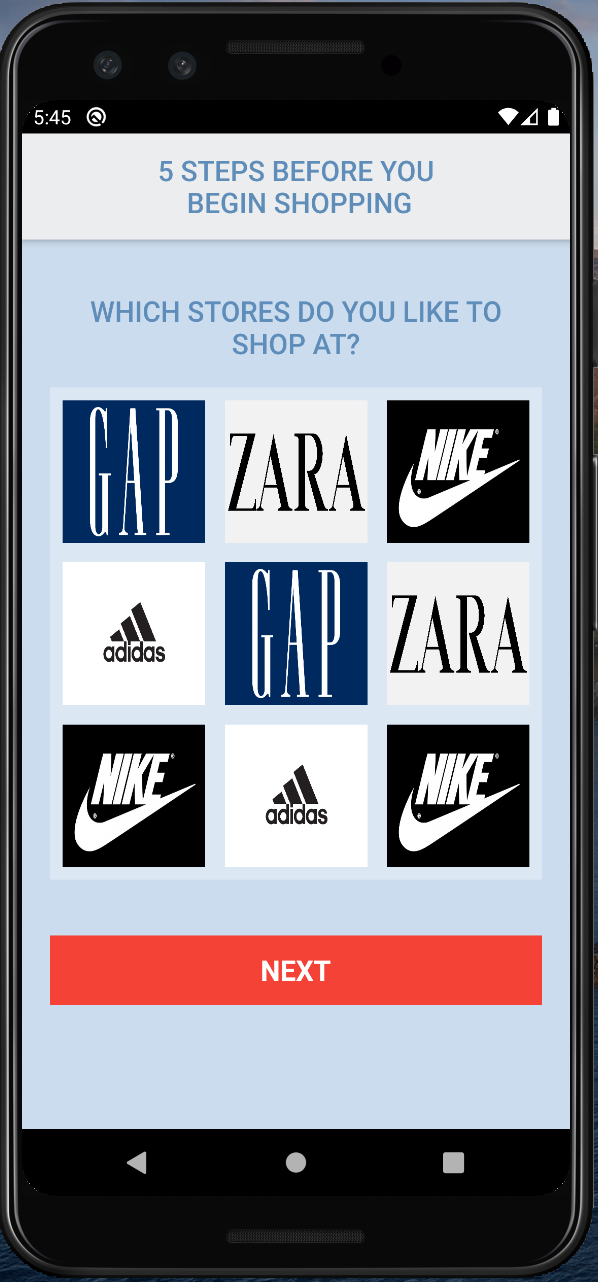 5:45
5 STEPS BEFORE YOU
BEGIN SHOPPING
WHICH STORES DO YOU LIKE TO
SHOP AT?
GAP
ZARA
NIKE
adidas
GAP
ZARA
NIKE
adidas
NIKE
NEXT